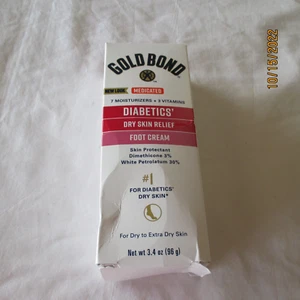 GOLD BOND
NEW LOOK MEDICATED
7 MOISTURIZERS + 3 VITAMINS
DIABETICS'
DRY SKIN RELIEF
FOOT CREAM
Skin Protectant
Dimethicone 2%
White Petrolatum 30%
#1
FOR DIABETICS'
DRY SKIN*
For Dry to Extra Dry Skin
Net wt 3.4 oz (96 g)
10/15/2022